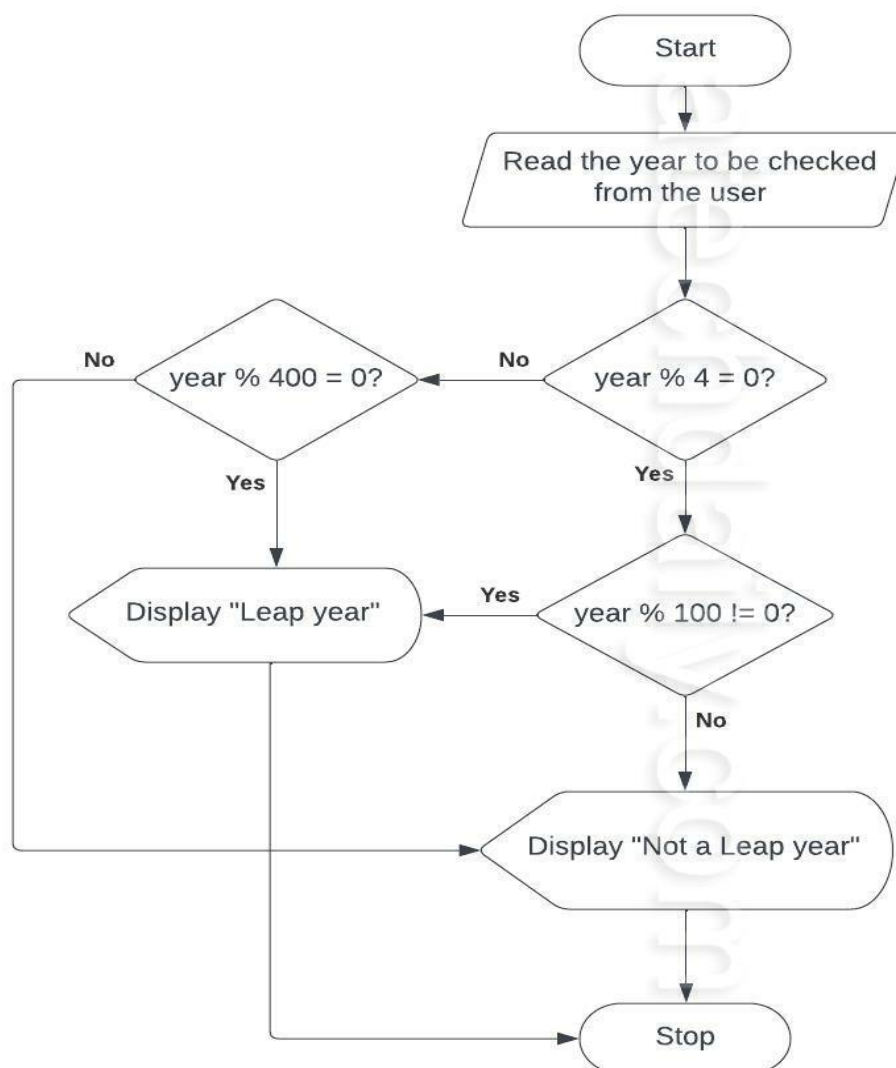 Start
Read the year to be checked
from the user
No
year % 400 = 0?
No
year % 4 = 0?
Yes
Yes
Display "Leap year"
Yes
year % 100 != 0?
No
Display "Not a Leap year"
Stop